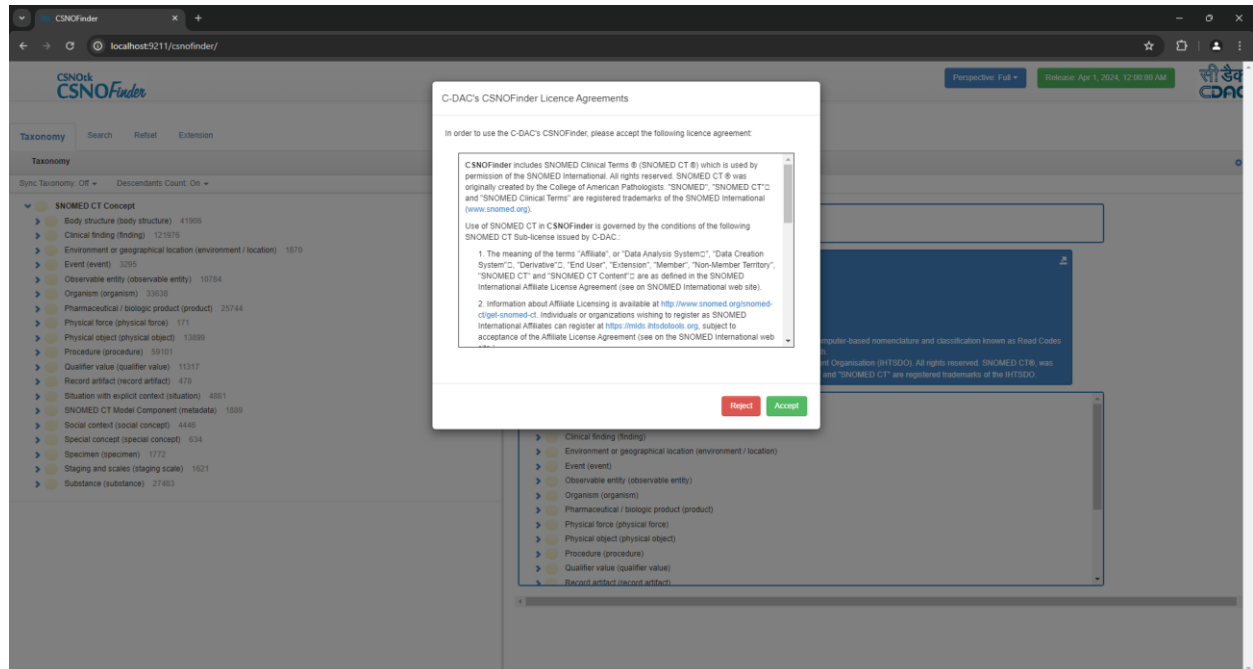 CSNOFinder
localhost:9211/csnofinder/
CSNOtk
CSNOFinder
Perspective: Full
Release: Apr 1, 2024, 12:00:00 AM
सी डैक
CDAC
Taxonomy Search Refset Extension
Taxonomy
Sync Taxonomy: Off Descendants Count: On
SNOMED CT Concept
Body structure (body structure) 41906
Clinical finding (finding) 121976
Environment or geographical location (environment / location) 1870
Event (event) 3295
Observable entity (observable entity) 10784
Organism (organism) 33638
Pharmaceutical / biologic product (product) 25744
Physical force (physical force) 171
Physical object (physical object) 13899
Procedure (procedure) 59101
Qualifier value (qualifier value) 11317
Record artifact (record artifact) 478
Situation with explicit context (situation) 4881
SNOMED CT Model Component (metadata) 1689
Social context (social concept) 4446
Special concept (special concept) 634
Specimen (specimen) 1772
Staging and scales (staging scale) 1621
Substance (substance) 27483
C-DAC's CSNOFinder Licence Agreements
In order to use the C-DAC's CSNOFinder, please accept the following licence agreement:
CSNOFinder includes SNOMED Clinical Terms ® (SNOMED CT ®) which is used by
permission of the SNOMED International. All rights reserved. SNOMED CT ® was
originally created by the College of American Pathologists. "SNOMED", "SNOMED CT"□
and "SNOMED Clinical Terms" are registered trademarks of the SNOMED International
(www.snomed.org).
Use of SNOMED CT in CSNOFinder is governed by the conditions of the following
SNOMED CT Sub-license issued by C-DAC.:
1. The meaning of the terms "Affiliate", or "Data Analysis System□", "Data Creation
System"□, "Derivative"□, "End User", "Extension", "Member", "Non-Member Territory",
"SNOMED CT" and "SNOMED CT Content"□ are as defined in the SNOMED
International Affiliate License Agreement (see on SNOMED International web site).
2. Information about Affiliate Licensing is available at http://www.snomed.org/snomed-
ct/get-snomed-ct. Individuals or organizations wishing to register as SNOMED
International Affiliates can register at https://mlds.ihtsdotools.org, subject to
acceptance of the Affiliate License Agreement (see on the SNOMED International web
Reject Accept
mputer-based nomenclature and classification known as Read Codes
nt Organisation (IHTSDO). All rights reserved. SNOMED CT®, was
and "SNOMED CT" are registered trademarks of the IHTSDO.
Clinical finding (finding)
Environment or geographical location (environment / location)
Event (event)
Observable entity (observable entity)
Organism (organism)
Pharmaceutical / biologic product (product)
Physical force (physical force)
Physical object (physical object)
Procedure (procedure)
Qualifier value (qualifier value)
Record artifact (record artifact)